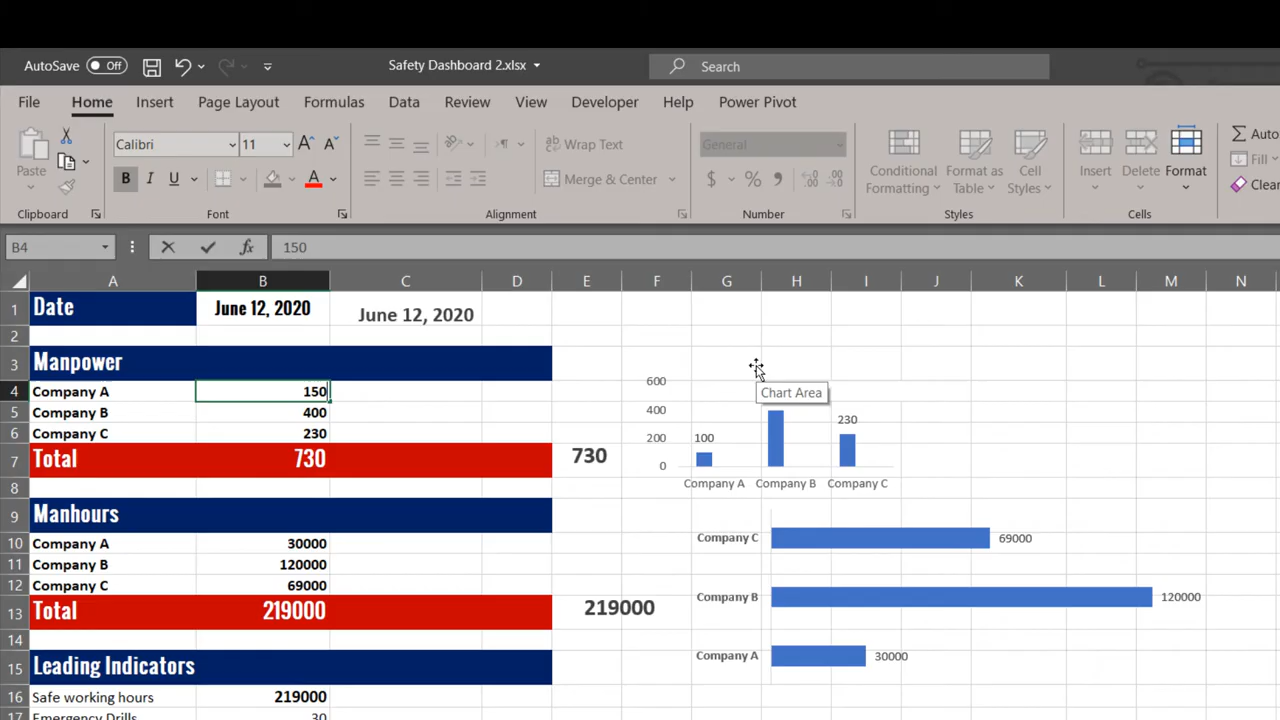 AutoSave Off Safety Dashboard 2.xlsx Search
File Home Insert Page Layout Formulas Data Review View Developer Help Power Pivot
Paste Calibri 11 Wrap Text General Conditional Formatting Format as Table Cell Styles Insert Delete Format Auto
Merge & Center Fill
Clear
Clipboard Font Alignment Number Styles Cells
B4 fx 150
A B C D E F G H I J K L M N
1 Date June 12, 2020 June 12, 2020
2
3 Manpower
4 Company A 150
5 Company B 400
6 Company C 230
7 Total 730 730
8
9 Manhours
10 Company A 30000
11 Company B 120000
12 Company C 69000
13 Total 219000 219000
14
15 Leading Indicators
16 Safe working hours 219000
17 Emergency Drills 30
600
Chart Area
400
230
200 100
0
Company A Company B Company C
Company C 69000
Company B 120000
Company A 30000